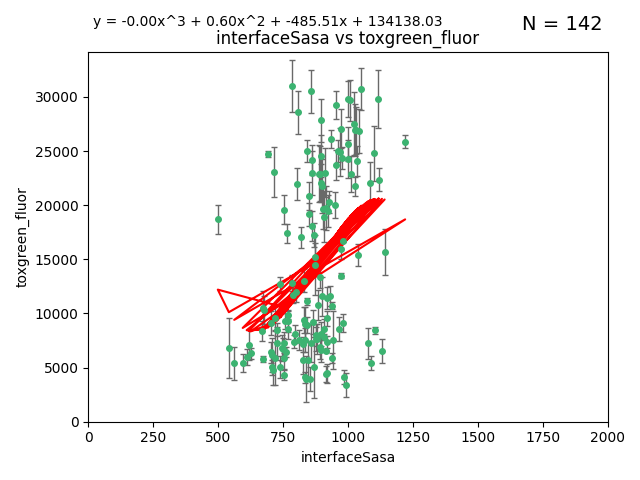 y = -0.00x^3 + 0.60x^2 + -485.51x + 134138.03
N = 142
interfaceSasa vs toxgreen_fluor
toxgreen_fluor
30000
25000
20000
15000
10000
5000
0
0 250 500 750 1000 1250 1500 1750 2000
interfaceSasa